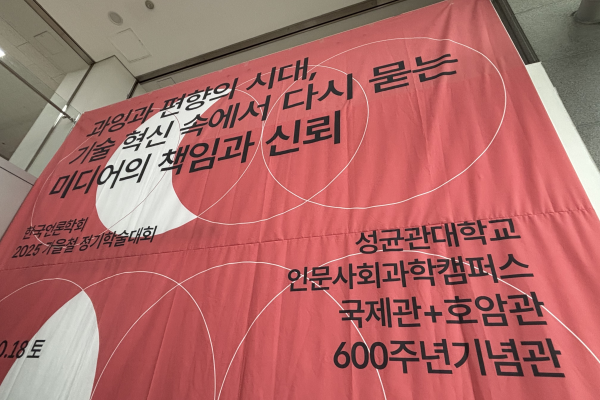 과잉과 편향의 시대,
기술 혁신 속에서 다시 묻는
미디어의 책임과 신뢰
한국언론학회
2025 가을철 정기학술대회
성균관대학교
인문사회과학캠퍼스
국제관+호암관
600주년기념관
0.18 토